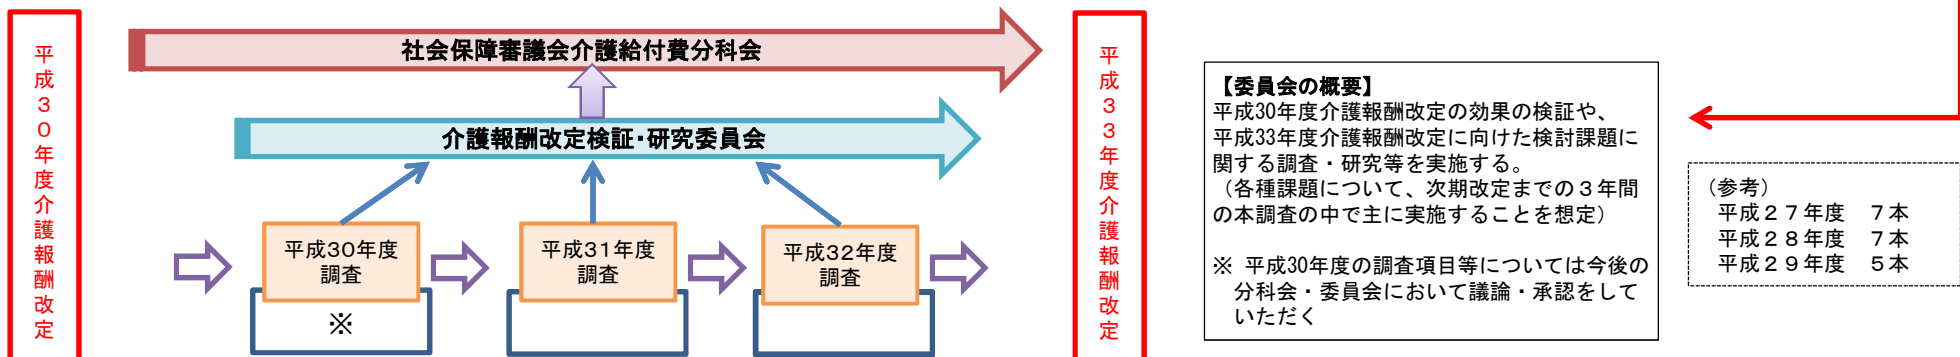 平成３０年度介護報酬改定
社会保障審議会介護給付費分科会
介護報酬改定検証・研究委員会
平成30年度
調査
※
平成31年度
調査
平成32年度
調査
平成３３年度介護報酬改定
【委員会の概要】
平成30年度介護報酬改定の効果の検証や、
平成33年度介護報酬改定に向けた検討課題に
関する調査・研究等を実施する。
（各種課題について、次期改定までの３年間
の本調査の中で主に実施することを想定）
※ 平成30年度の調査項目等については今後の
分科会・委員会において議論・承認をして
いただく
（参考）
平成２７年度　７本
平成２８年度　７本
平成２９年度　５本